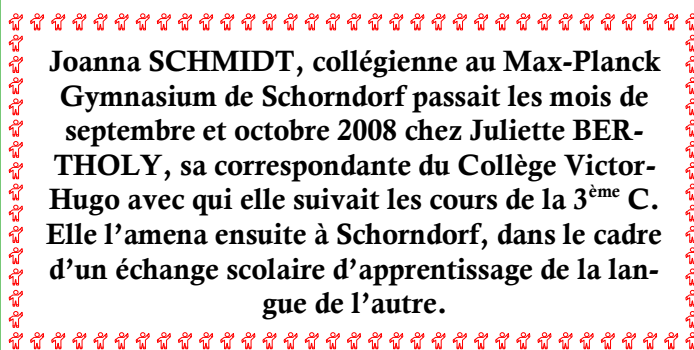 Joanna SCHMIDT, collégienne au Max-Planck
Gymnasium de Schorndorf passait les mois de
septembre et octobre 2008 chez Juliette BER-
THOLY, sa correspondante du Collège Victor-
Hugo avec qui elle suivait les cours de la 3ème C.
Elle l’amena ensuite à Schorndorf, dans le cadre
d’un échange scolaire d’apprentissage de la lan-
gue de l’autre.